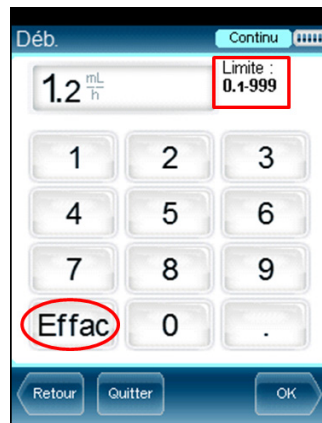 Déb. Continu
1.2 mL/h
Limite :
0.1-999
1 2 3
4 5 6
7 8 9
Effac 0 .
Retour Quitter OK